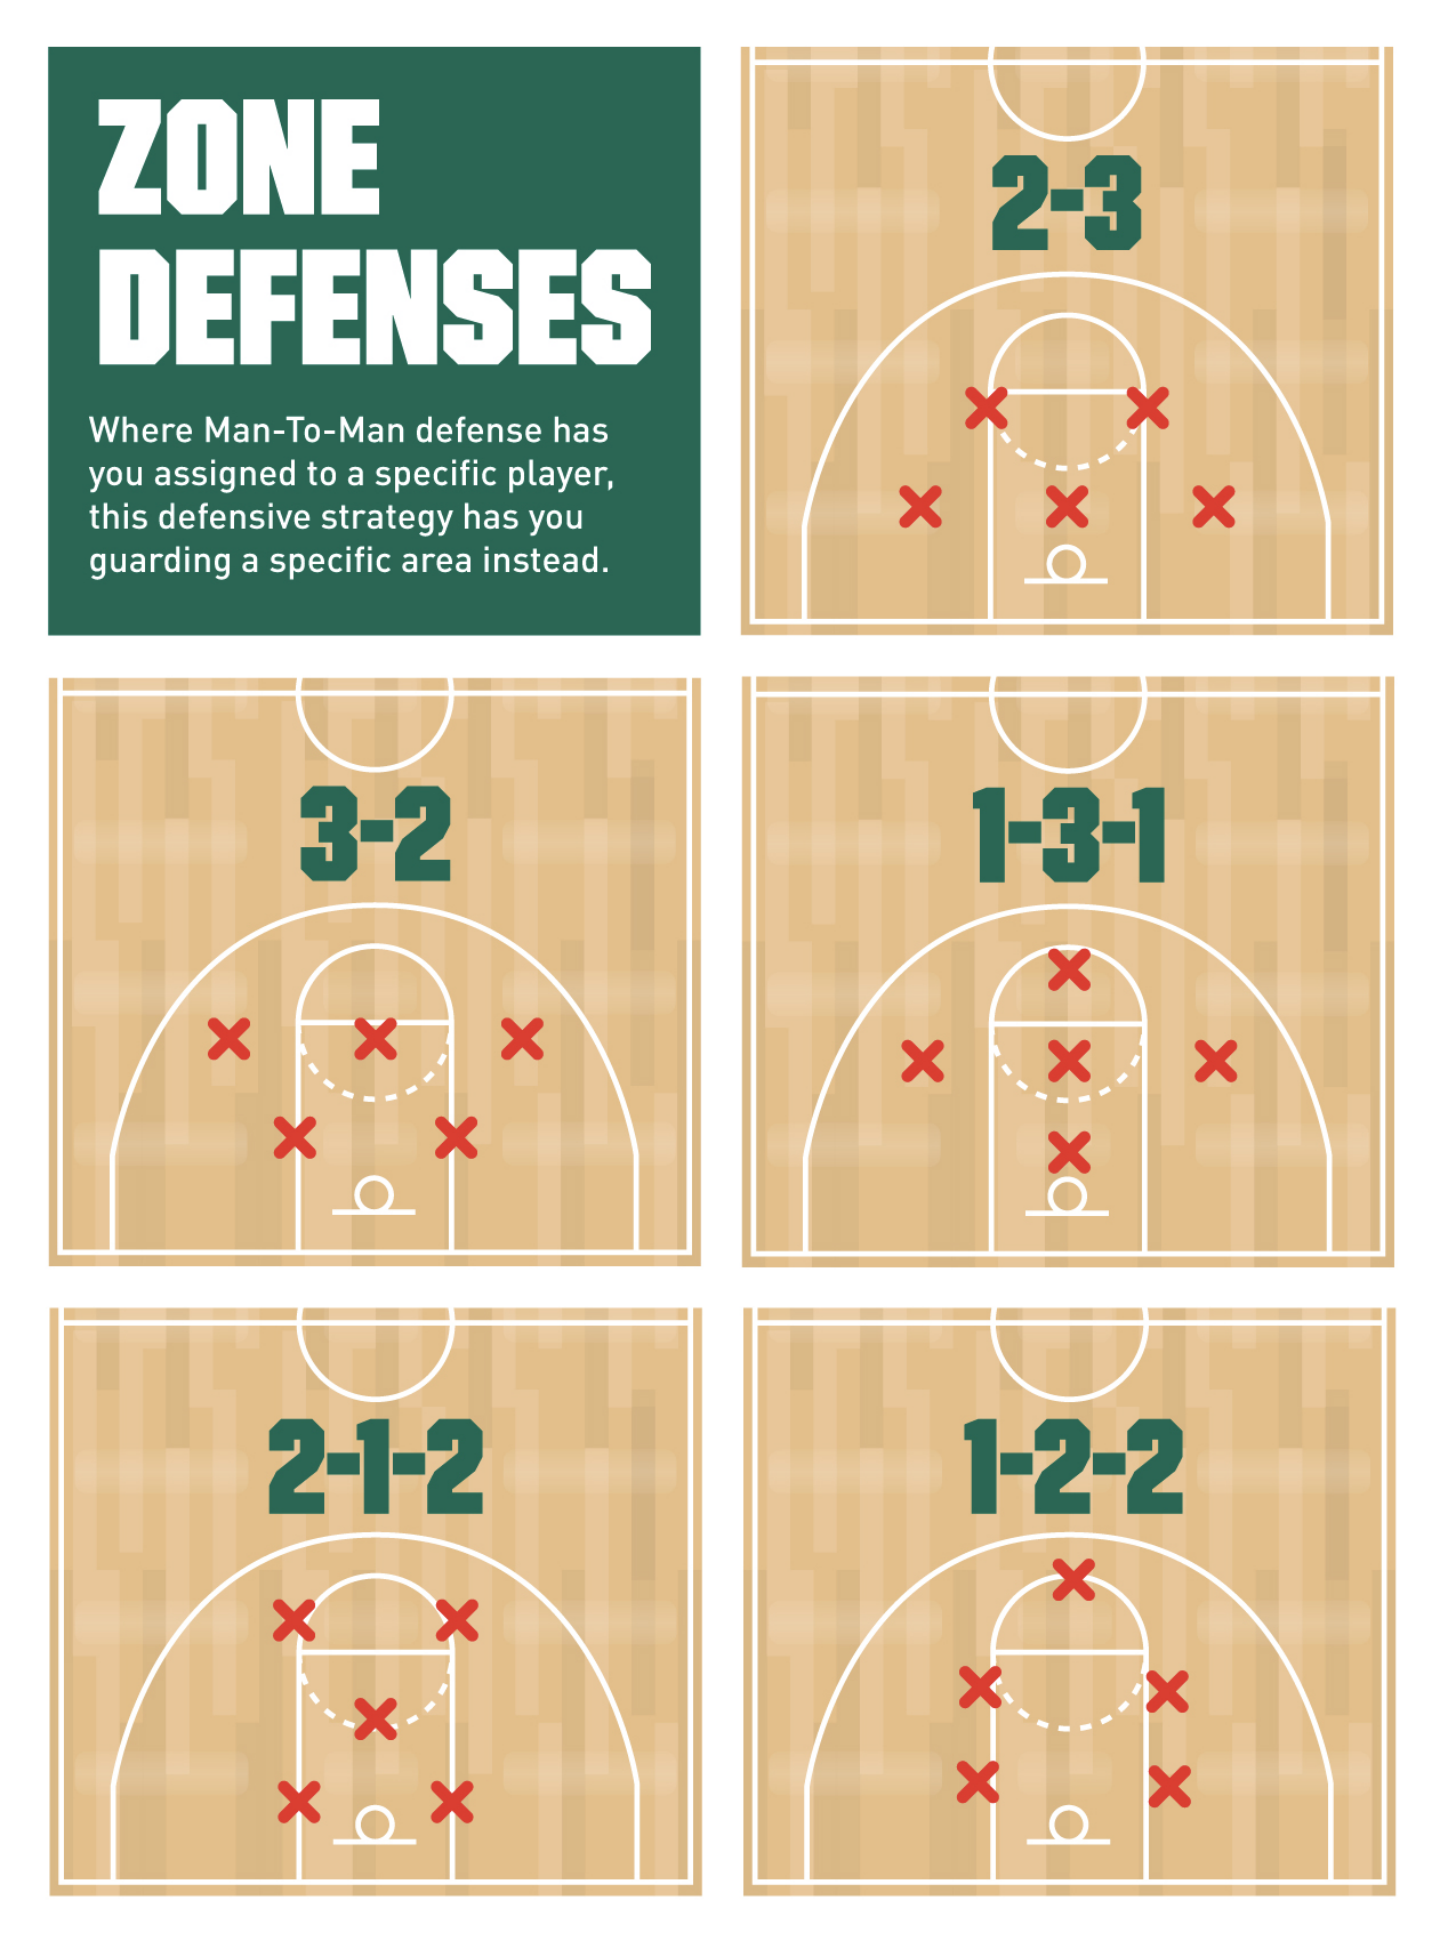 ZONE
DEFENSES
Where Man-To-Man defense has
you assigned to a specific player,
this defensive strategy has you
guarding a specific area instead.
2-3
3-2
1-3-1
2-1-2
1-2-2